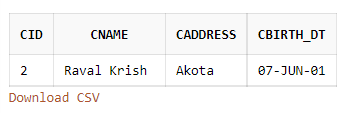 CID CNAME CADDRESS CBIRTH_DT
2 Raval Krish Akota 07-JUN-01
Download CSV